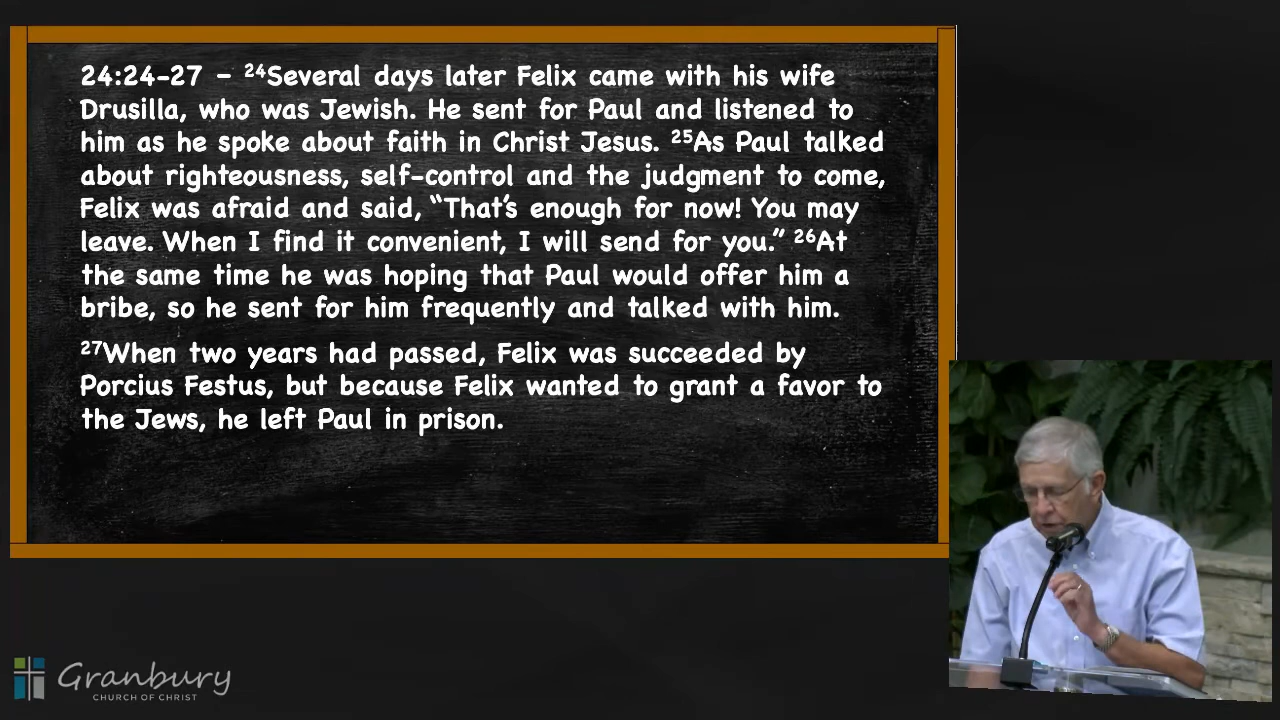 24:24-27 – ²⁴Several days later Felix came with his wife
Drusilla, who was Jewish. He sent for Paul and listened to
him as he spoke about faith in Christ Jesus. ²⁵As Paul talked
about righteousness, self-control and the judgment to come,
Felix was afraid and said, “That’s enough for now! You may
leave. When I find it convenient, I will send for you.” ²⁶At
the same time he was hoping that Paul would offer him a
bribe, so he sent for him frequently and talked with him.
²⁷When two years had passed, Felix was succeeded by
Porcius Festus, but because Felix wanted to grant a favor to
the Jews, he left Paul in prison.
Granbury
CHURCH OF CHRIST